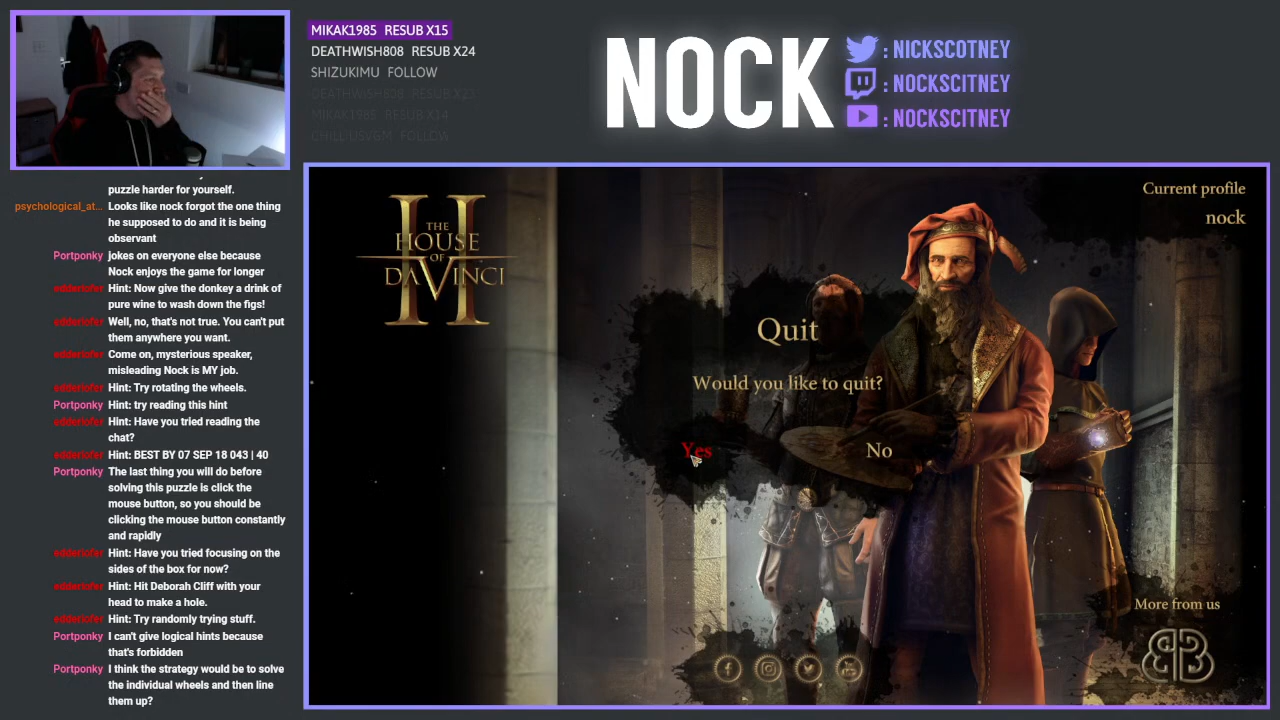 MIKAK1985 RESUB X15
DEATHWISH808 RESUB X24
SHIZUKIMU FOLLOW
DEATHWISH808 RESUB X23
MIKAK1985 RESUB X14
NOCK
: NICKSCOTNEY
: NOCKSCITNEY
: NOCKSCITNEY
puzzle harder for yourself.
psychological_at... Looks like nock forgot the one thing
he supposed to do and it is being
observant
Portponky jokes on everyone else because
Nock enjoys the game for longer
edderiofer Hint: Now give the donkey a drink of
pure wine to wash down the figs!
edderiofer Well, no, that's not true. You can't put
them anywhere you want.
edderiofer Come on, mysterious speaker,
misleading Nock is MY job.
edderiofer Hint: Try rotating the wheels.
Portponky Hint: try reading this hint
edderiofer Hint: Have you tried reading the
chat?
edderiofer Hint: BEST BY 07 SEP 18 043 | 40
Portponky The last thing you will do before
solving this puzzle is click the
mouse button, so you should be
clicking the mouse button constantly
and rapidly
edderiofer Hint: Have you tried focusing on the
sides of the box for now?
edderiofer Hint: Hit Deborah Cliff with your
head to make a hole.
edderiofer Hint: Try randomly trying stuff.
Portponky I can't give logical hints because
that's forbidden
Portponky I think the strategy would be to solve
the individual wheels and then line
them up?
II
THE
HOUSE
OF
DAVINCI
Current profile
nock
Quit
Would you like to quit?
Yes
No
More from us